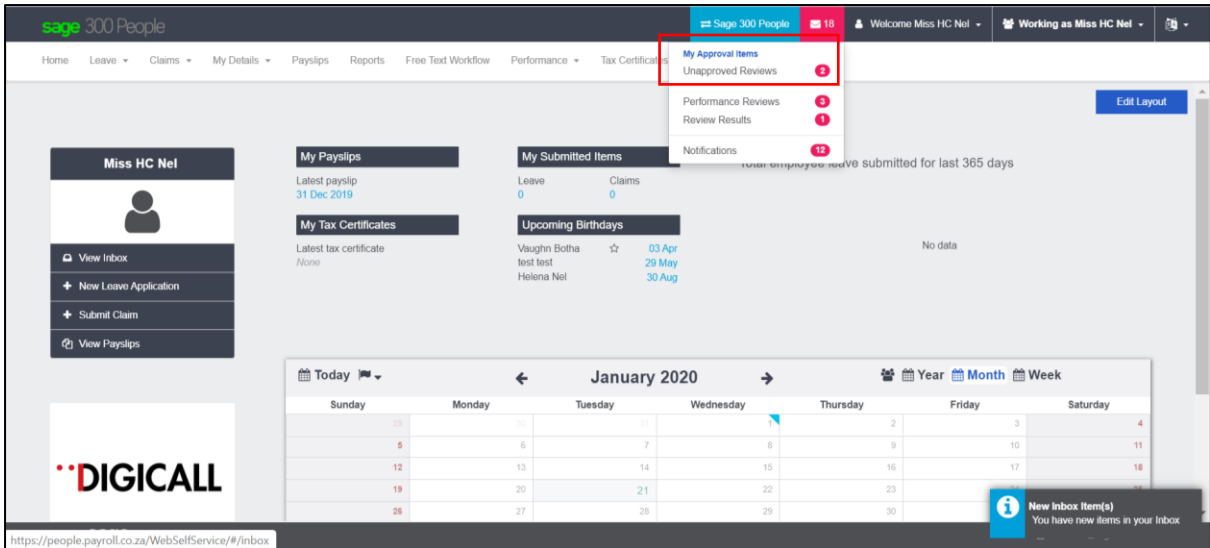 sage 300 People
Sage 300 People
18
Welcome Miss HC Nel
Working as Miss HC Nel
Home
Leave
Claims
My Details
Payslips
Reports
Free Text Workflow
Performance
Tax Certificates
My Approval Items
Unapproved Reviews 2
Performance Reviews 3
Review Results 1
Notifications 12
Edit Layout
Miss HC Nel
View Inbox
New Leave Application
Submit Claim
View Payslips
My Payslips
Latest payslip
31 Dec 2019
My Tax Certificates
Latest tax certificate
None
My Submitted Items
Leave Claims
0 0
Upcoming Birthdays
Vaughn Botha 03 Apr
test test 29 May
Helena Nel 30 Aug
Total employee leave submitted for last 365 days
No data
Today
January 2020
Year Month Week
Sunday Monday Tuesday Wednesday Thursday Friday Saturday
29 30 31 1 2 3 4
5 6 7 8 9 10 11
12 13 14 15 16 17 18
19 20 21 22 23
26 27 28 29 30
DIGICALL
New Inbox Item(s)
You have new items in your Inbox
https://people.payroll.co.za/WebSelfService/#/inbox